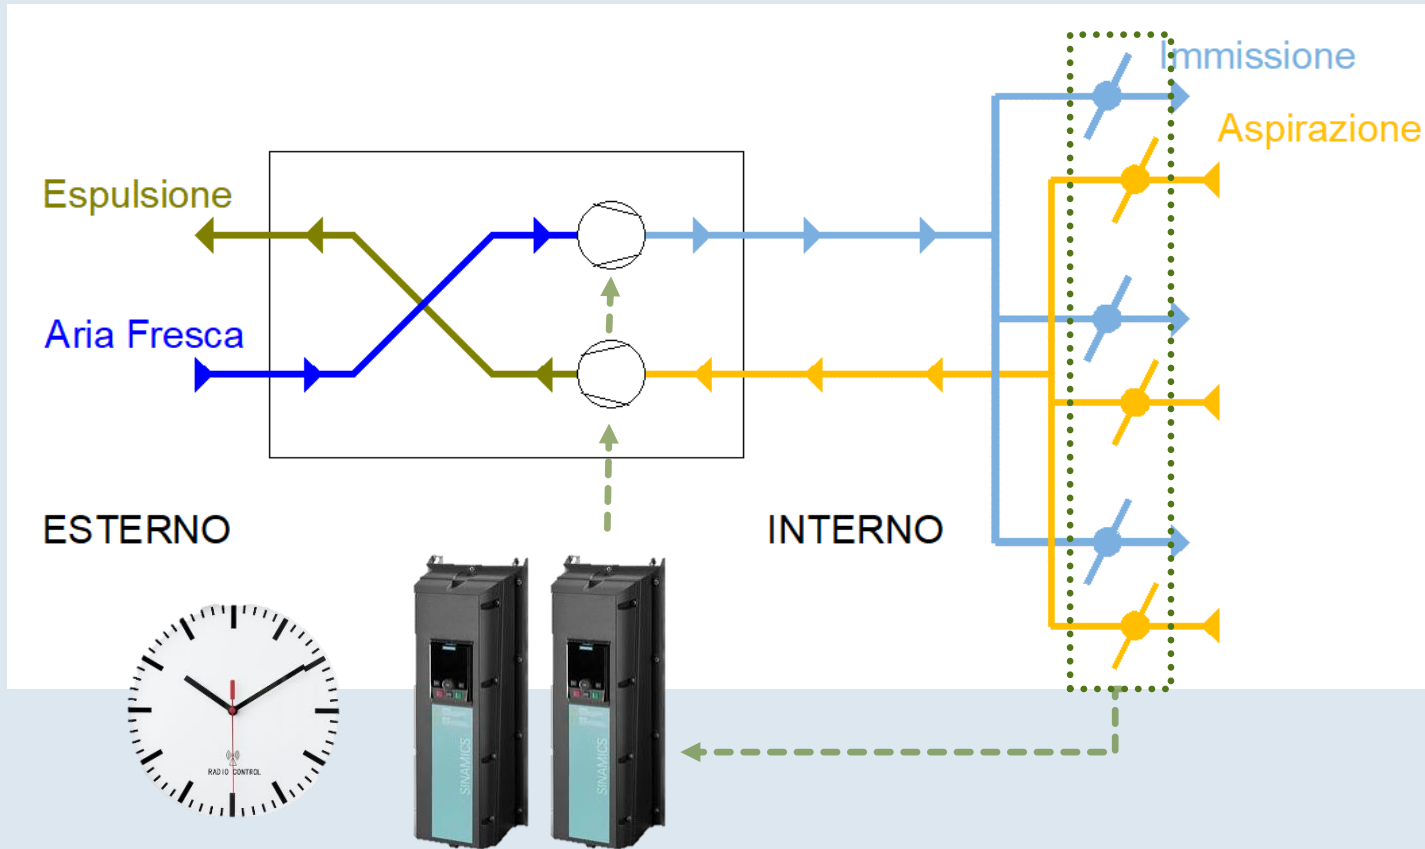 Immissione
Aspirazione
Espulsione
Aria Fresca
ESTERNO
INTERNO
RADIO CONTROL
SINAMICS
SINAMICS